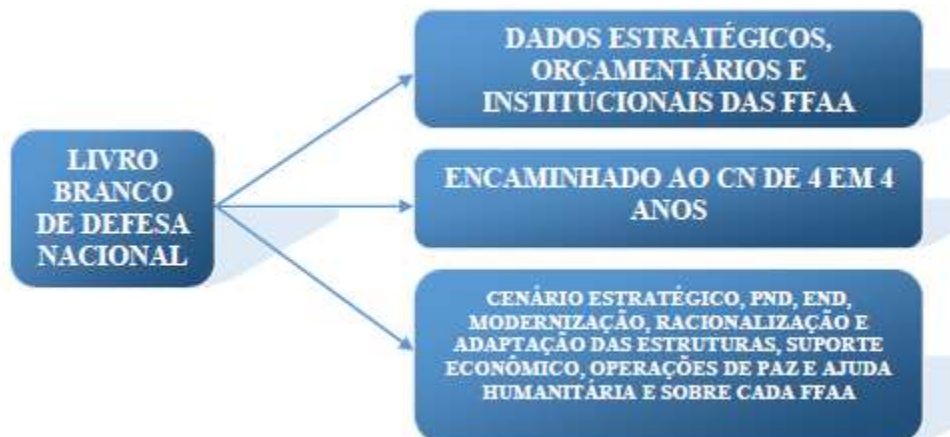 LIVRO
BRANCO
DE DEFESA
NACIONAL
DADOS ESTRATÉGICOS,
ORÇAMENTÁRIOS E
INSTITUCIONAIS DAS FFAA
ENCAMINHADO AO CN DE 4 EM 4
ANOS
CENÁRIO ESTRATÉGICO, PND, END,
MODERNIZAÇÃO, RACIONALIZAÇÃO E
ADAPTAÇÃO DAS ESTRUTURAS, SUPORTE
ECONÔMICO, OPERAÇÕES DE PAZ E AJUDA
HUMANITÁRIA E SOBRE CADA FFAA